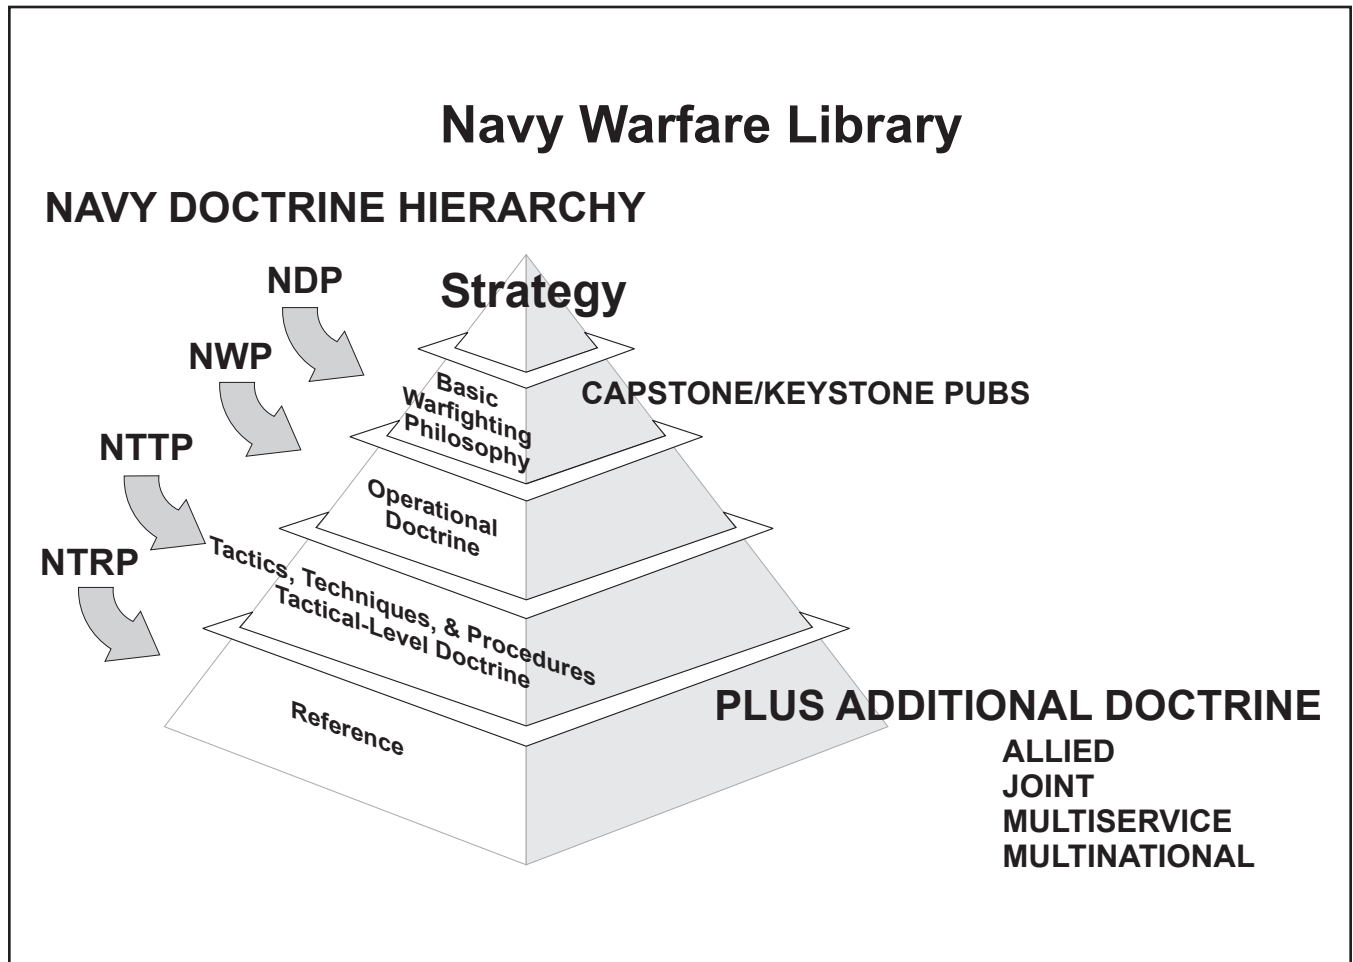 Navy Warfare Library
NAVY DOCTRINE HIERARCHY
NDP
Strategy
NWP
Basic
Warfighting
Philosophy
CAPSTONE/KEYSTONE PUBS
NTTP
Operational
Doctrine
NTRP
Tactics, Techniques, & Procedures
Tactical-Level Doctrine
Reference
PLUS ADDITIONAL DOCTRINE
ALLIED
JOINT
MULTISERVICE
MULTINATIONAL